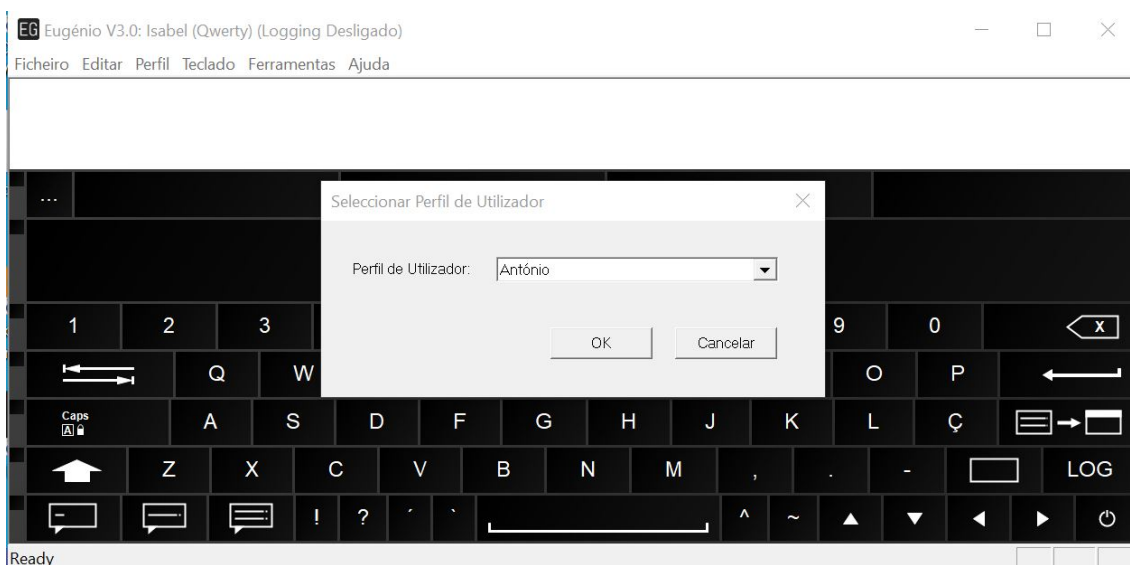 EG Eugénio V3.0: Isabel (Qwerty) (Logging Desligado)
Ficheiro Editar Perfil Teclado Ferramentas Ajuda
...
Seleccionar Perfil de Utilizador
Perfil de Utilizador: António
OK Cancelar
1 2 3 9 0 X
Q W O P
Caps A A S D F G H J K L Ç
Z X C V B N M , . - LOG
! ? ´ ` ^ ~
Ready